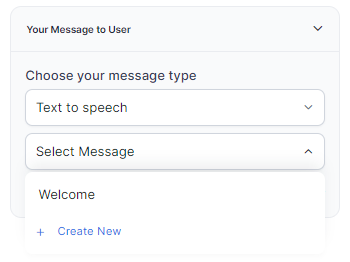 Your Message to User
Choose your message type
Text to speech
Select Message
Welcome
+ Create New